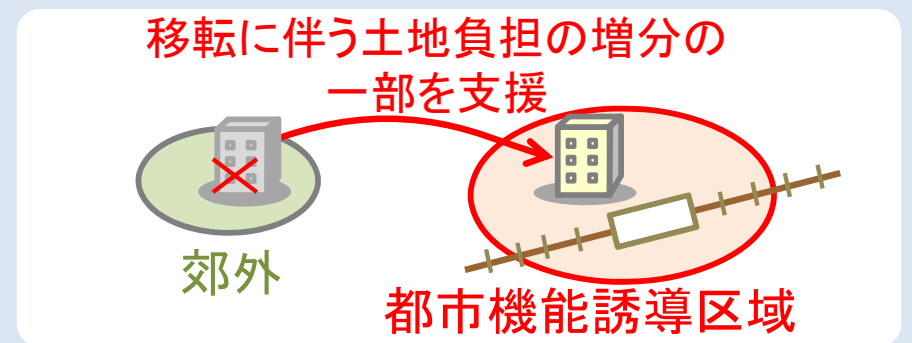 移転に伴う土地負担の増分の
一部を支援
郊外
都市機能誘導区域